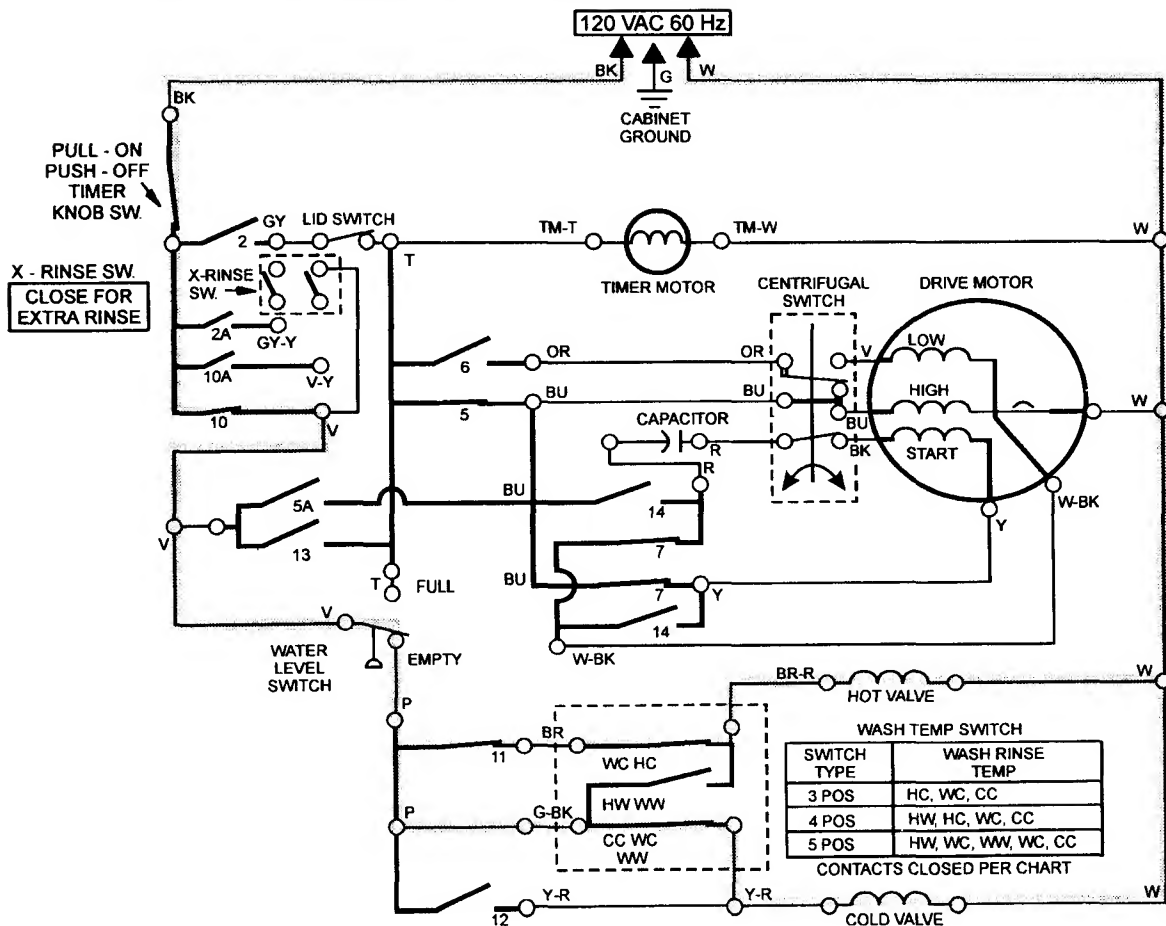 120 VAC 60 Hz
BK
G
W
CABINET
GROUND
BK
PULL - ON
PUSH - OFF
TIMER
KNOB SW.
2
GY
LID SWITCH
T
TM-T
TM-W
W
TIMER MOTOR
X - RINSE SW.
CLOSE FOR
EXTRA RINSE
X-RINSE
SW.
2A
GY-Y
10A
V-Y
10
V
CENTRIFUGAL
SWITCH
DRIVE MOTOR
6
OR
OR
V
LOW
5
BU
BU
BU
HIGH
W
CAPACITOR
R
R
BK
START
W-BK
Y
V
5A
13
BU
14
7
T
FULL
BU
7
Y
14
W-BK
V
WATER
LEVEL
SWITCH
EMPTY
P
BR-R
HOT VALVE
W
11
BR
WC HC
HW WW
P
G-BK
CC WC
WW
12
Y-R
Y-R
COLD VALVE
W
WASH TEMP SWITCH
SWITCH TYPE
WASH RINSE TEMP
3 POS
HC, WC, CC
4 POS
HW, HC, WC, CC
5 POS
HW, WC, WW, WC, CC
CONTACTS CLOSED PER CHART